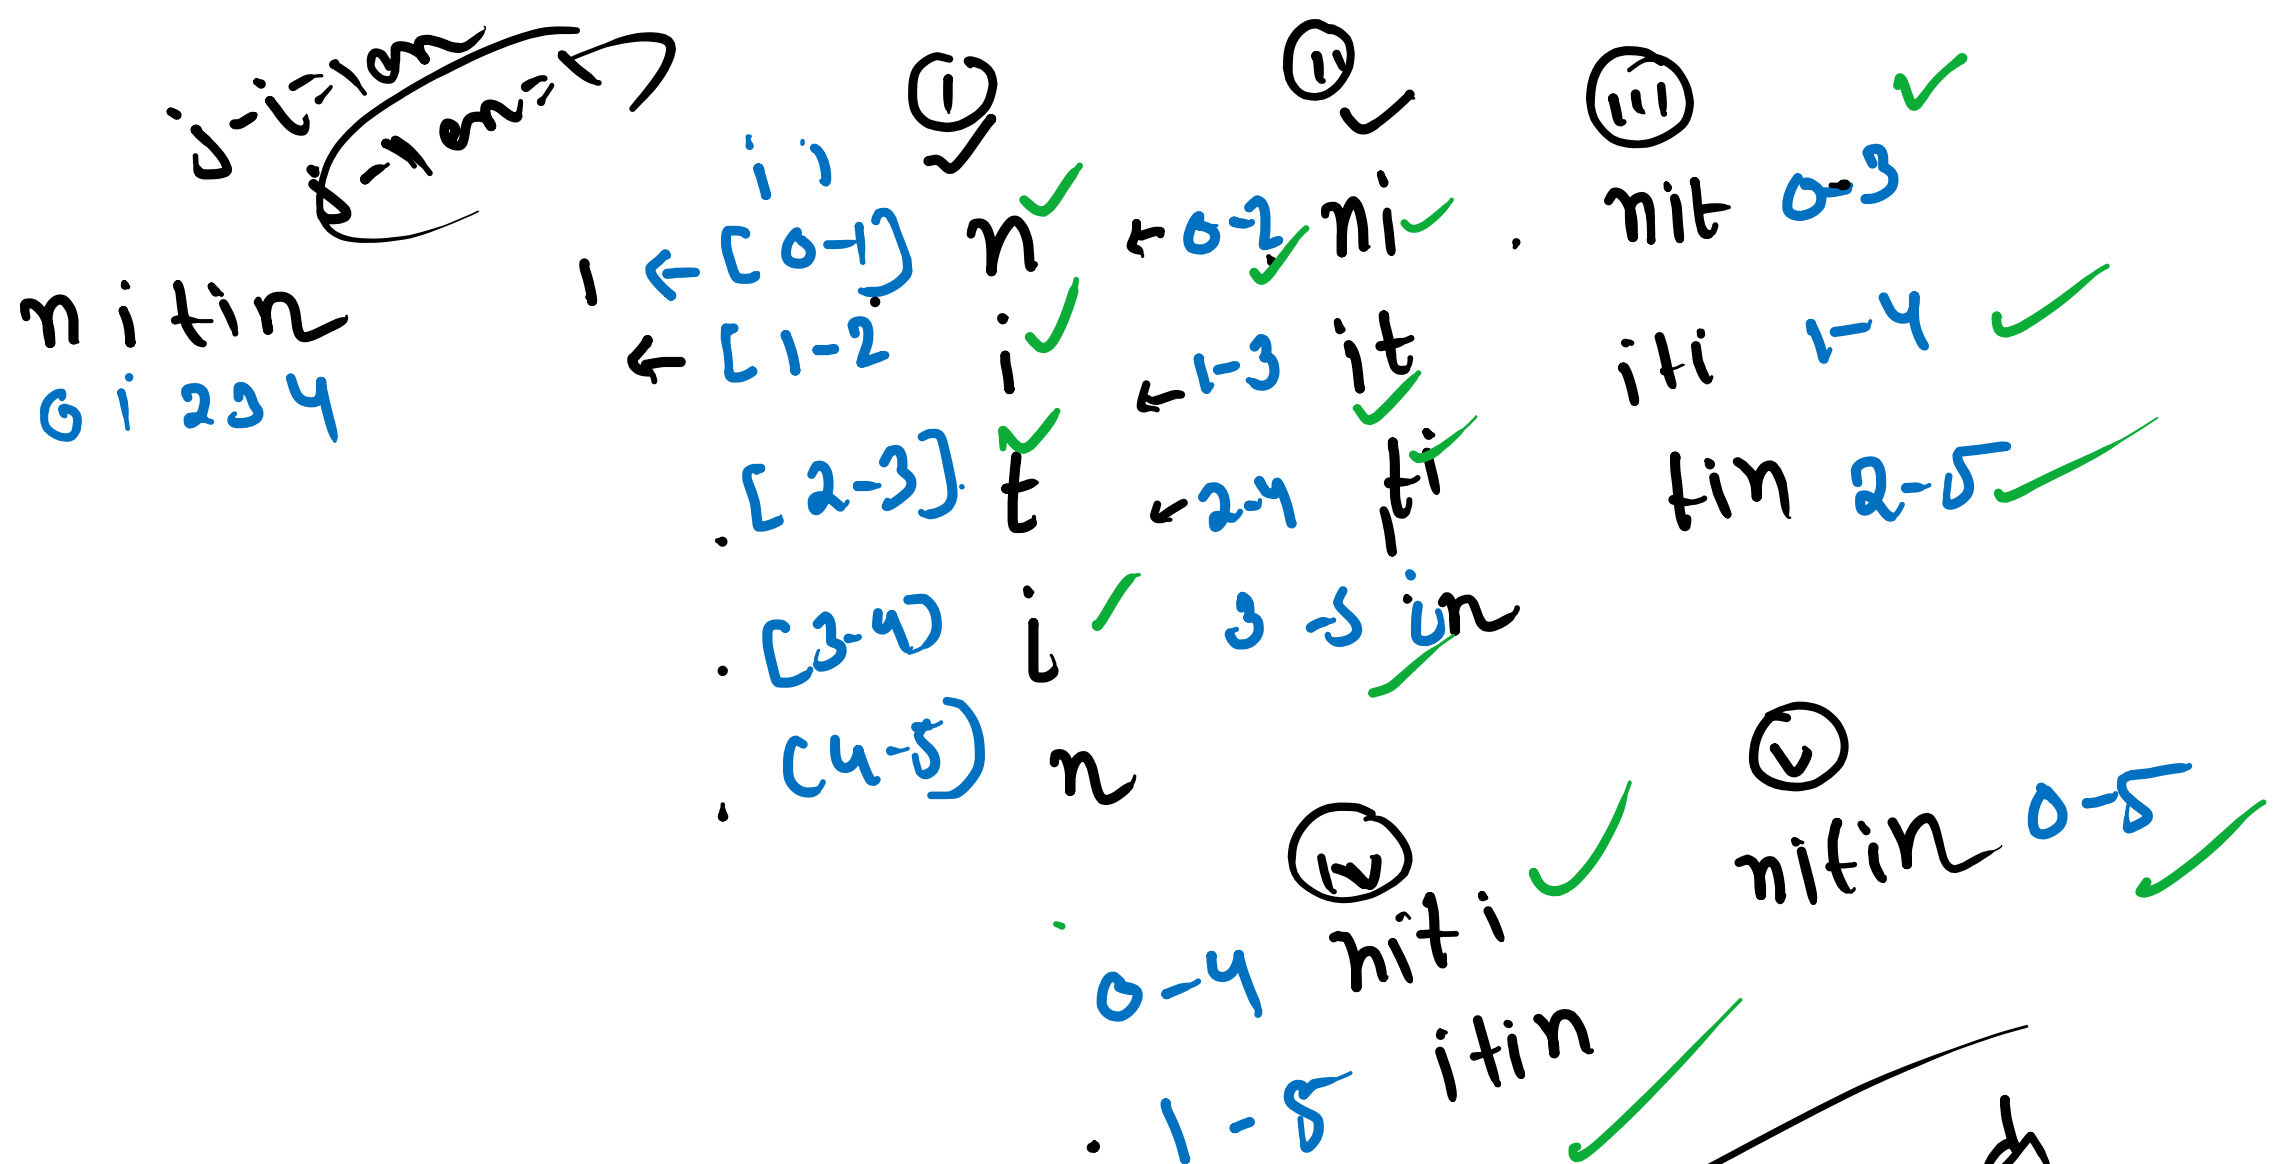 j-i=len
j-len=i
nitin
0 1 2 3 4
i j
I
1 ← [0-1] n
← [1-2 i
[2-3] t
[3-4) i
(4-5) n
II
← 0-2 ni
← 1-3 it
← 2-4 ti
3-5 in
III
nit 0-3
iti 1-4
tin 2-5
IV
0-4 niti
1-5 itin
V
nitin 0-5